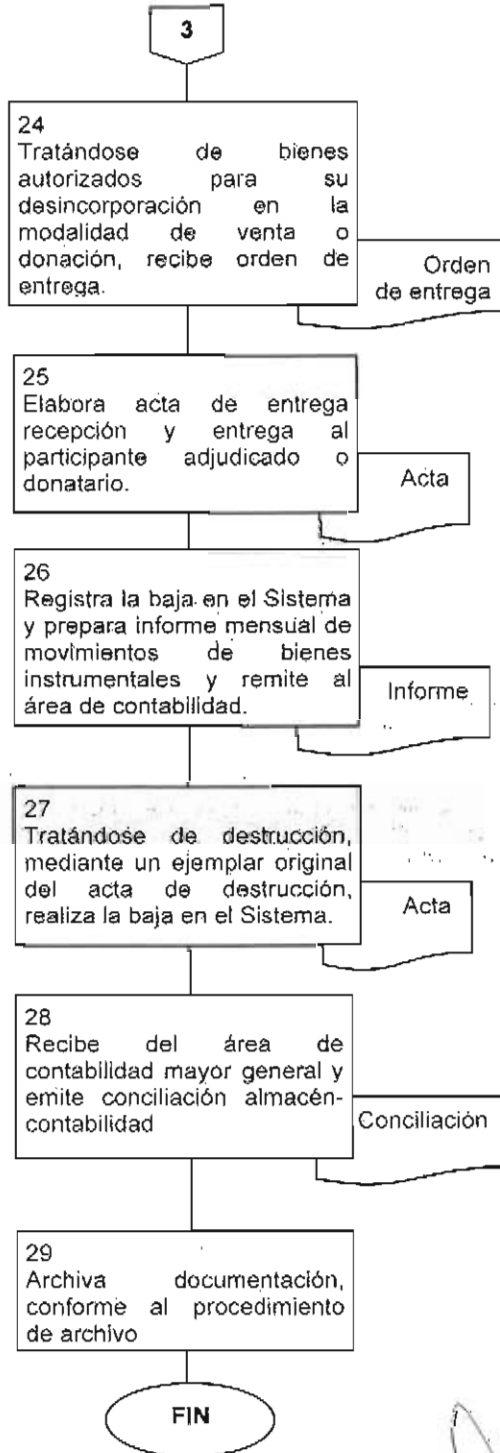 3
24
Tratándose de bienes
autorizados para su
desincorporación en la
modalidad de venta o
donación, recibe orden de
entrega.
Orden
de entrega
25
Elabora acta de entrega
recepción y entrega al
participante adjudicado o
donatario.
Acta
26
Registra la baja en el Sistema
y prepara informe mensual de
movimientos de bienes
instrumentales y remite al
área de contabilidad.
Informe
27
Tratándose de destrucción,
mediante un ejemplar original
del acta de destrucción,
realiza la baja en el Sistema.
Acta
28
Recibe del área de
contabilidad mayor general y
emite conciliación almacén-
contabilidad
Conciliación
29
Archiva documentación,
conforme al procedimiento
de archivo
FIN